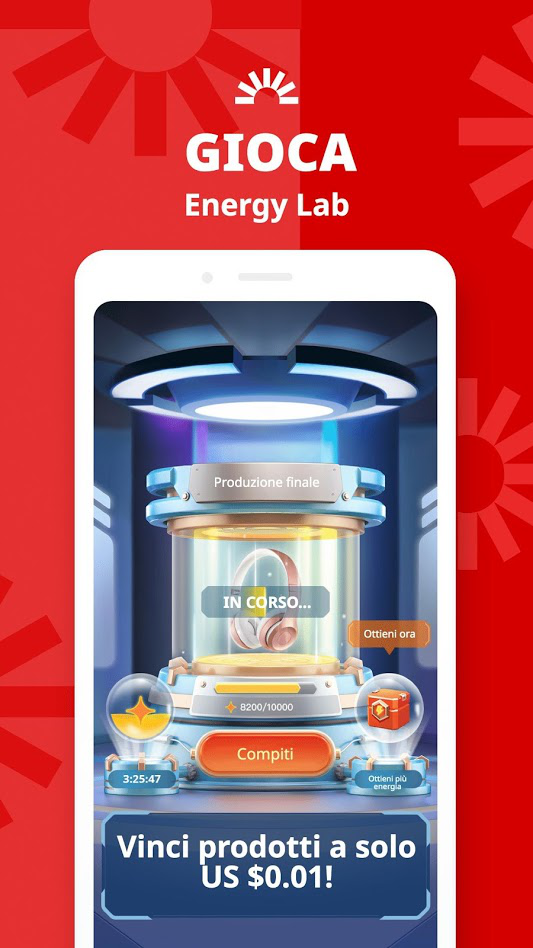 GIOCA
Energy Lab
Produzione finale
IN CORSO...
Ottieni ora
8200/10000
Compiti
3:25:47
Ottieni più
energia
Vinci prodotti a solo
US $0.01!